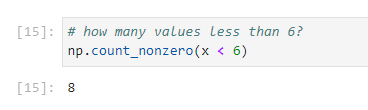 [15]: # how many values less than 6?
np.count_nonzero(x < 6)
[15]: 8